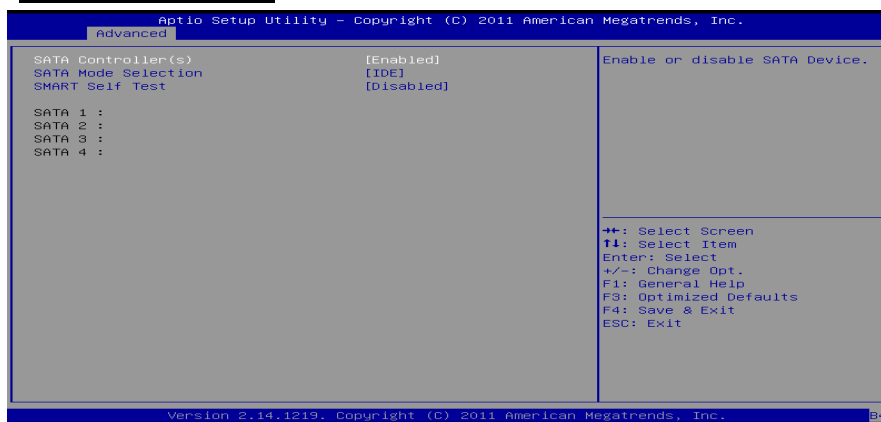 Aptio Setup Utility – Copyright (C) 2011 American Megatrends, Inc.
Advanced
SATA Controller(s) [Enabled]
SATA Mode Selection [IDE]
SMART Self Test [Disabled]
SATA 1 :
SATA 2 :
SATA 3 :
SATA 4 :
Enable or disable SATA Device.
→←: Select Screen
↑↓: Select Item
Enter: Select
+/-: Change Opt.
F1: General Help
F3: Optimized Defaults
F4: Save & Exit
ESC: Exit
Version 2.14.1219. Copyright (C) 2011 American Megatrends, Inc.